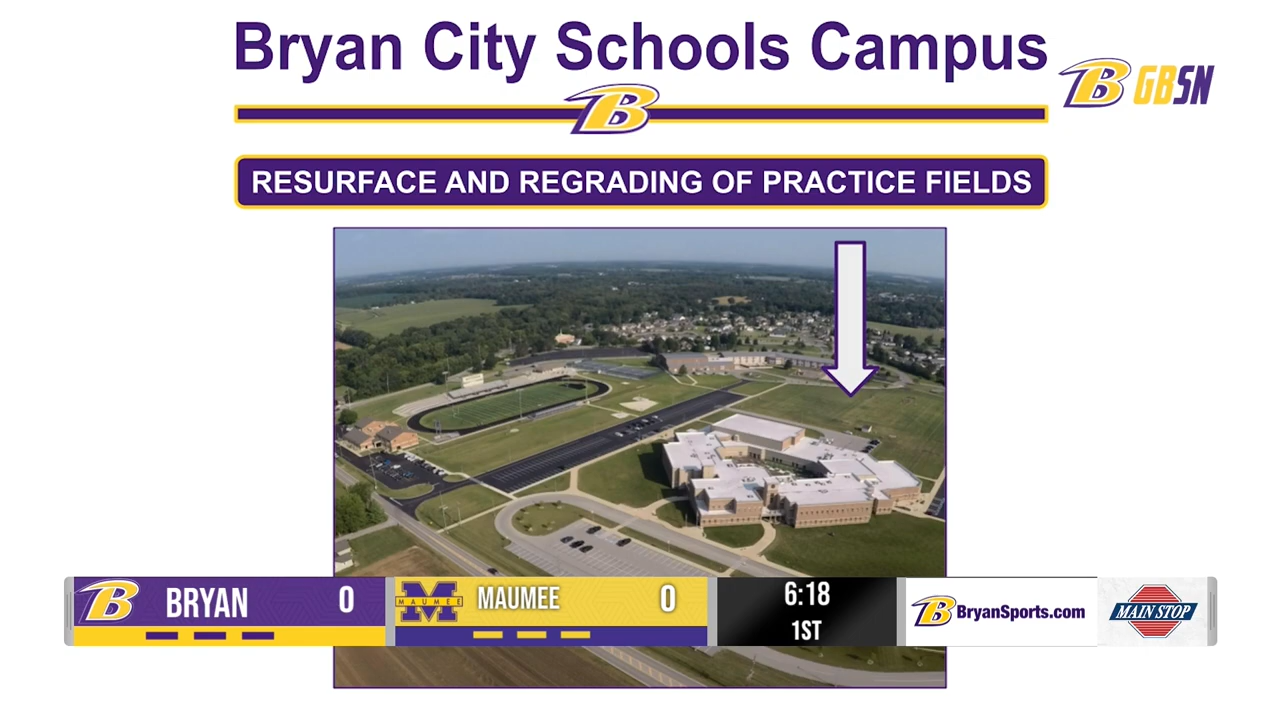 Bryan City Schools Campus
B
B GBSN
RESURFACE AND REGRADING OF PRACTICE FIELDS
B BRYAN 0
M MAUMEE MAUMEE 0
6:18
1ST
B BryanSports.com
MAIN STOP